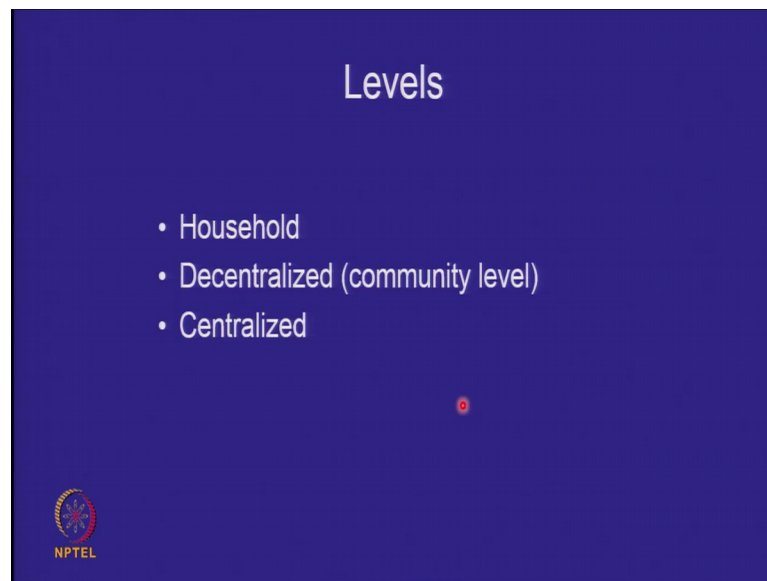 Levels
• Household
• Decentralized (community level)
• Centralized
NPTEL